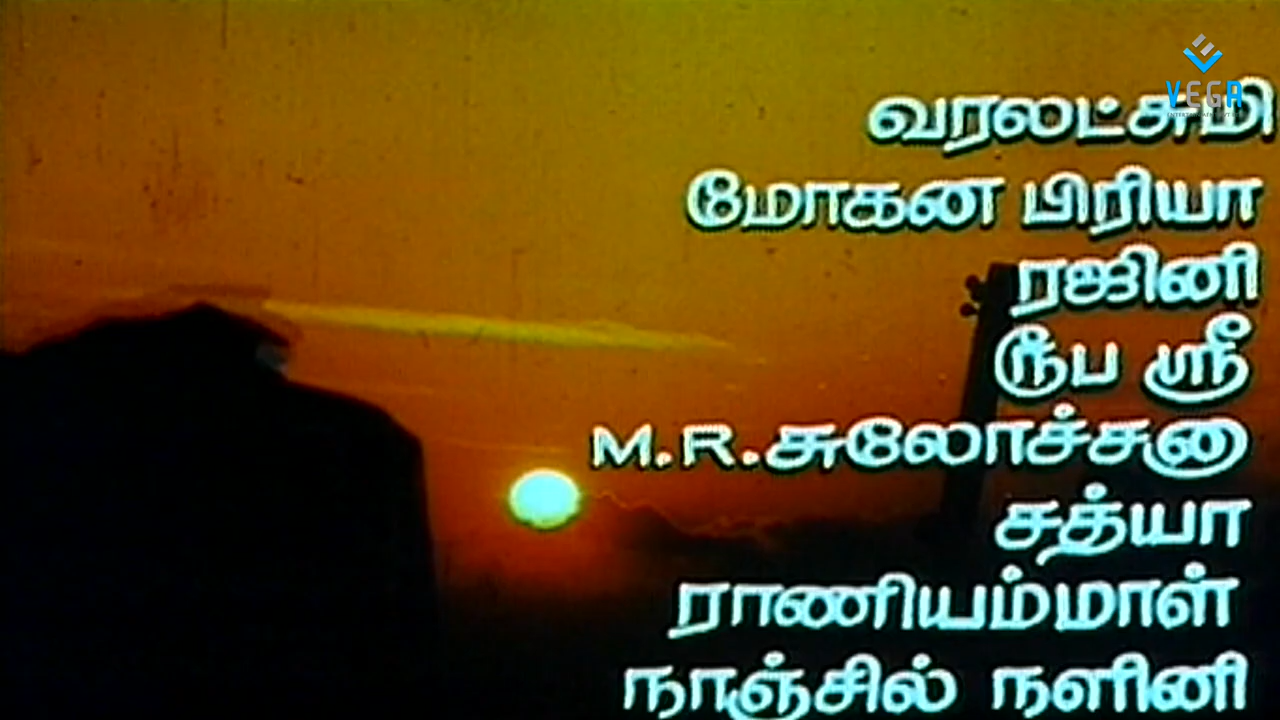 VEGA
வரலட்சுமி
மோகன பிரியா
ரஜினி
ரூப ஸ்ரீ
M.R.சுலோச்சனா
சத்யா
ராணியம்மாள்
நாஞ்சில் நளினி